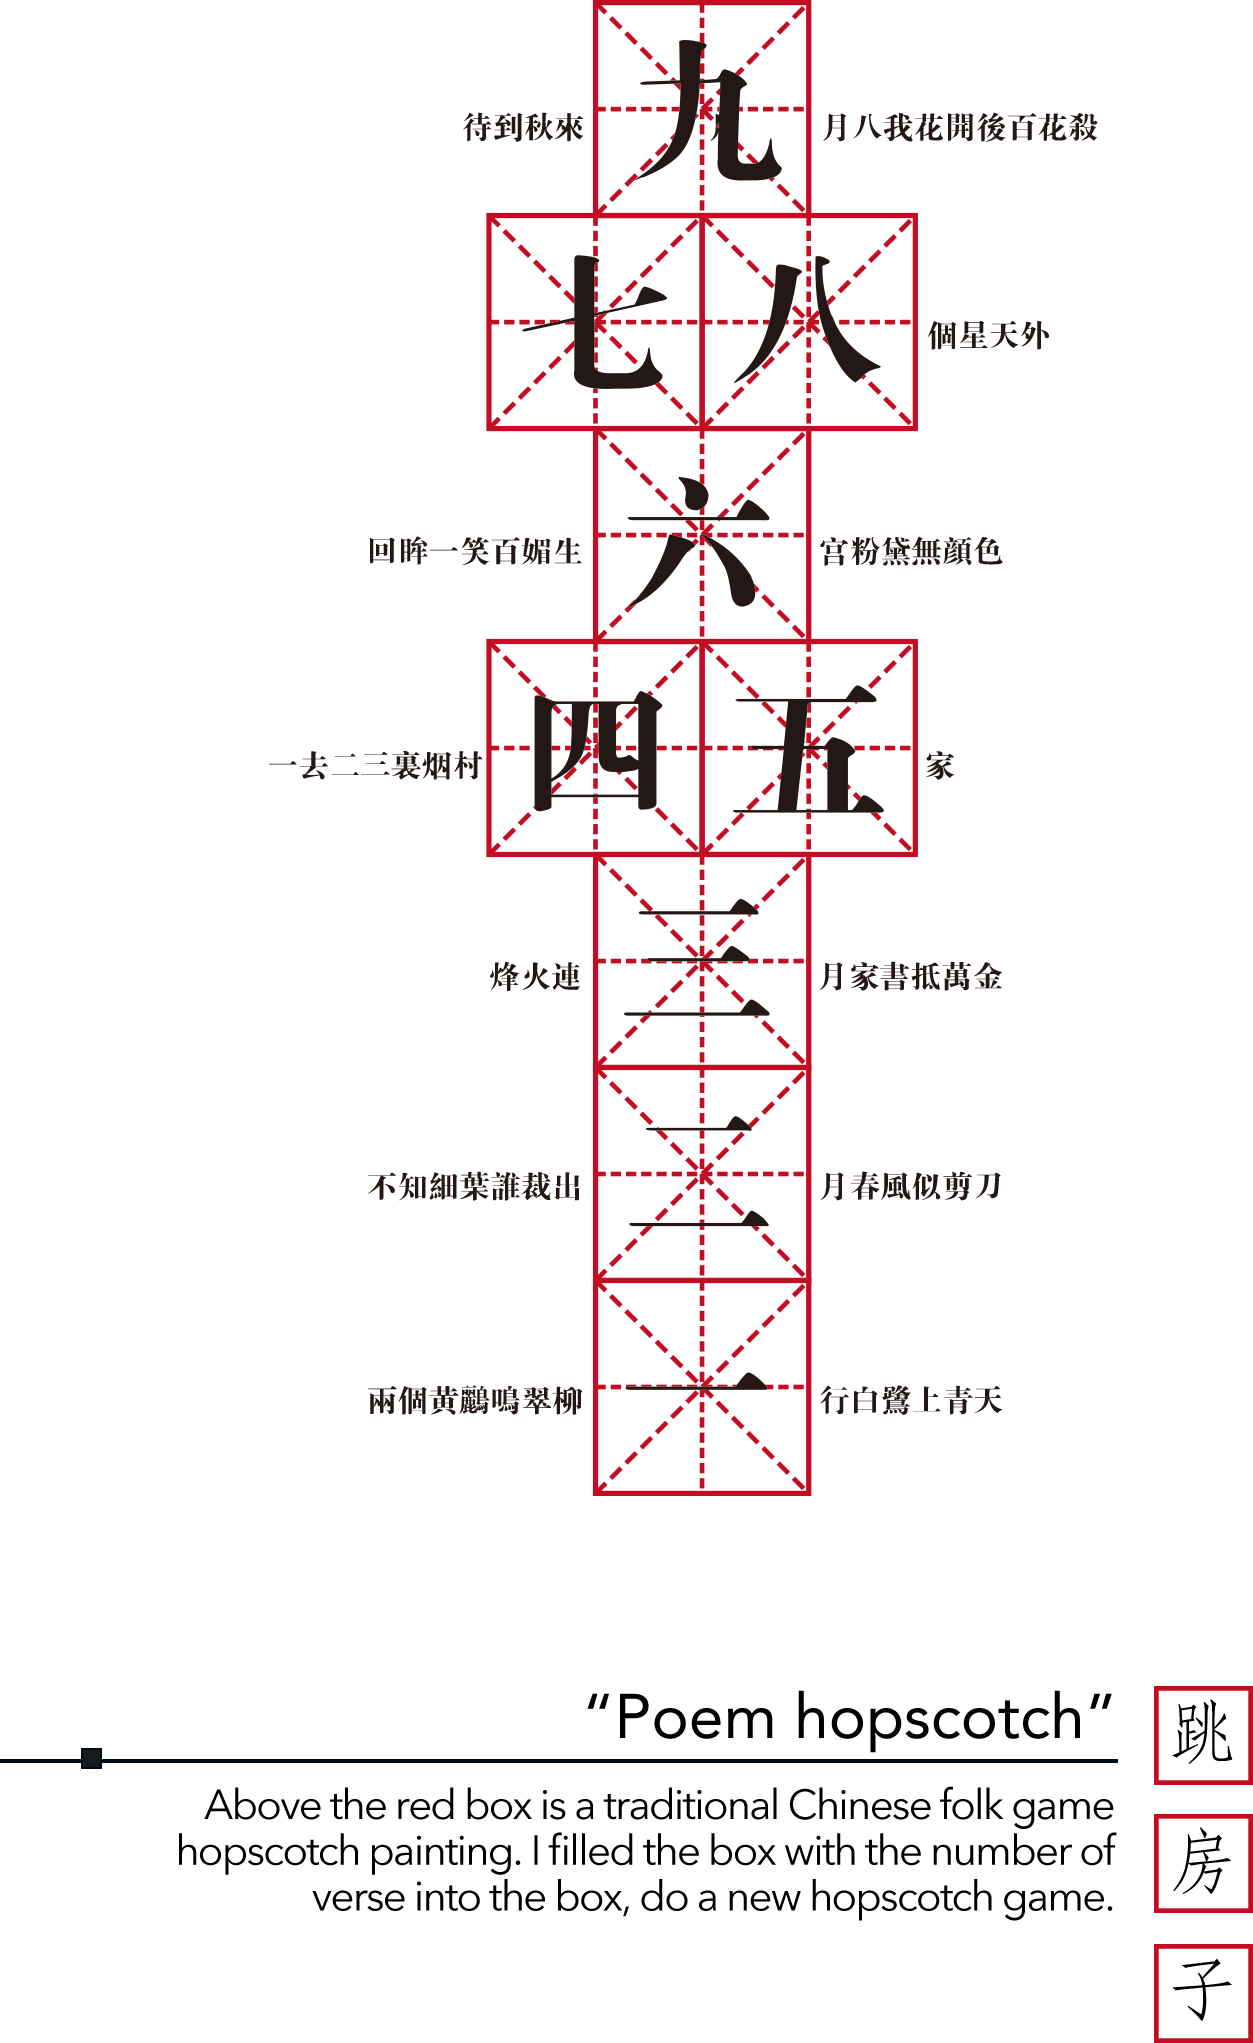 待到秋來九月八我花開後百花殺
七八個星天外
回眸一笑百媚生六宫粉黛無顔色
一去二三裏烟村四五家
烽火連三月家書抵萬金
不知細葉誰裁出二月春風似剪刀
兩個黄鸝鳴翠柳一行白鷺上青天
“Poem hopscotch”
Above the red box is a traditional Chinese folk game
hopscotch painting. I filled the box with the number of
verse into the box, do a new hopscotch game.
跳
房
子